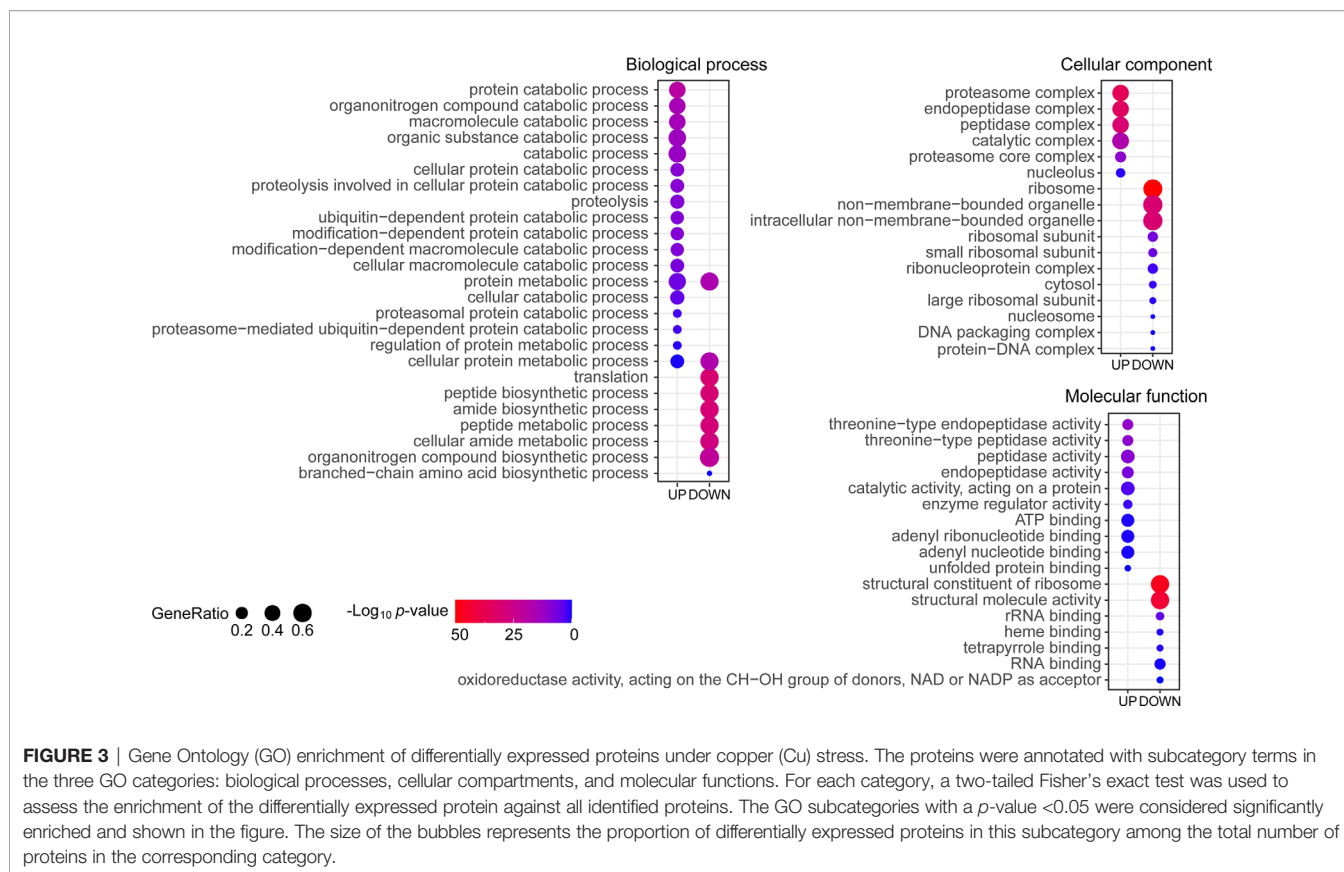 Biological process
protein catabolic process
organonitrogen compound catabolic process
macromolecule catabolic process
organic substance catabolic process
catabolic process
cellular protein catabolic process
proteolysis involved in cellular protein catabolic process
proteolysis
ubiquitin−dependent protein catabolic process
modification−dependent protein catabolic process
modification−dependent macromolecule catabolic process
cellular macromolecule catabolic process
protein metabolic process
cellular catabolic process
proteasomal protein catabolic process
proteasome−mediated ubiquitin−dependent protein catabolic process
regulation of protein metabolic process
cellular protein metabolic process
translation
peptide biosynthetic process
amide biosynthetic process
peptide metabolic process
cellular amide metabolic process
organonitrogen compound biosynthetic process
branched−chain amino acid biosynthetic process
UP DOWN
Cellular component
proteasome complex
endopeptidase complex
peptidase complex
catalytic complex
proteasome core complex
nucleolus
ribosome
non−membrane−bounded organelle
intracellular non−membrane−bounded organelle
ribosomal subunit
small ribosomal subunit
ribonucleoprotein complex
cytosol
large ribosomal subunit
nucleosome
DNA packaging complex
protein−DNA complex
UP DOWN
Molecular function
threonine−type endopeptidase activity
threonine−type peptidase activity
peptidase activity
endopeptidase activity
catalytic activity, acting on a protein
enzyme regulator activity
ATP binding
adenyl ribonucleotide binding
adenyl nucleotide binding
unfolded protein binding
structural constituent of ribosome
structural molecule activity
rRNA binding
heme binding
tetrapyrrole binding
RNA binding
oxidoreductase activity, acting on the CH−OH group of donors, NAD or NADP as acceptor
UP DOWN
GeneRatio
0.2 0.4 0.6
-Log10 p-value
50 25 0
FIGURE 3 | Gene Ontology (GO) enrichment of differentially expressed proteins under copper (Cu) stress. The proteins were annotated with subcategory terms in
the three GO categories: biological processes, cellular compartments, and molecular functions. For each category, a two-tailed Fisher's exact test was used to
assess the enrichment of the differentially expressed protein against all identified proteins. The GO subcategories with a p-value <0.05 were considered significantly
enriched and shown in the figure. The size of the bubbles represents the proportion of differentially expressed proteins in this subcategory among the total number of
proteins in the corresponding category.